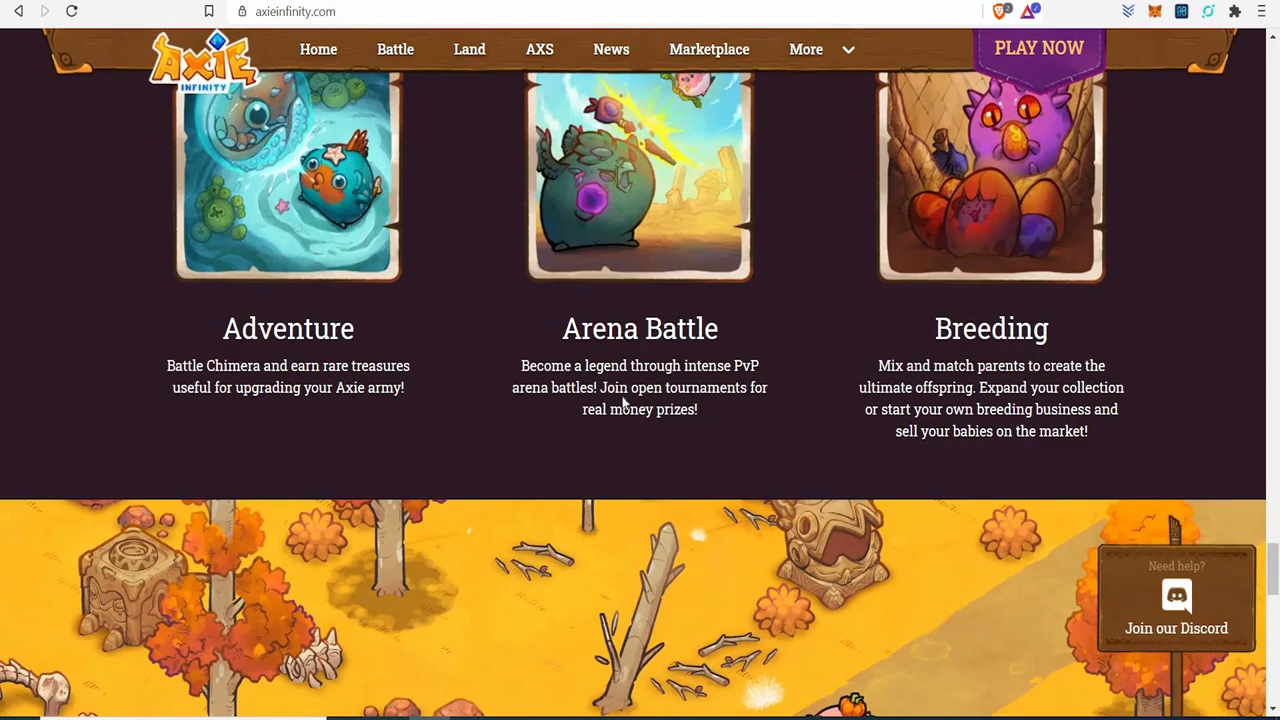 axieinfinity.com
2
AXIE
INFINITY
Home
Battle
Land
AXS
News
Marketplace
More
PLAY NOW
Adventure
Battle Chimera and earn rare treasures
useful for upgrading your Axie army!
Arena Battle
Become a legend through intense PvP
arena battles! Join open tournaments for
real money prizes!
Breeding
Mix and match parents to create the
ultimate offspring. Expand your collection
or start your own breeding business and
sell your babies on the market!
Need help?
Join our Discord